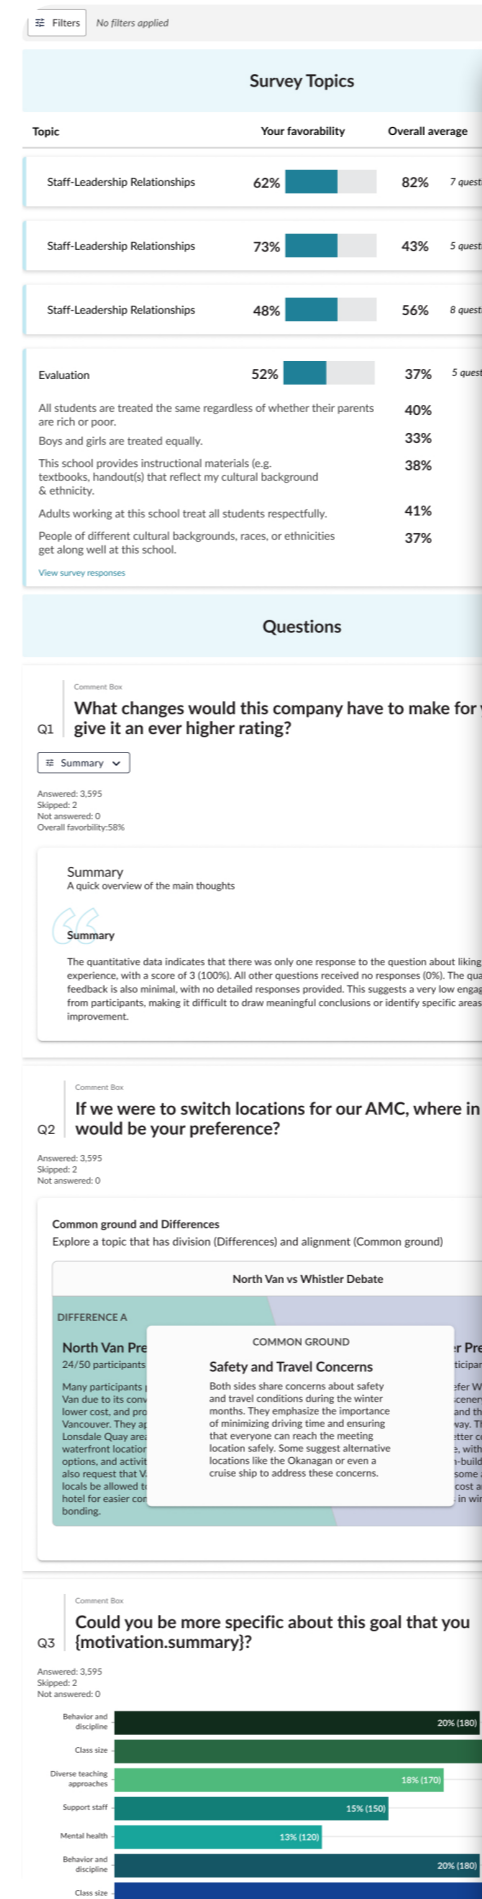 Filters No filters applied
Survey Topics
Topic Your favorability Overall average
Staff-Leadership Relationships 62% 82% 7
Staff-Leadership Relationships 73% 43% 5
Staff-Leadership Relationships 48% 56% 8
Evaluation 52% 37% 5
All students are treated the same regardless of whether their parents
are rich or poor.
40%
Boys and girls are treated equally. 33%
This school provides instructional materials (e.g.
textbooks, handout(s) that reflect my cultural background
& ethnicity.
38%
Adults working at this school treat all students respectfully. 41%
People of different cultural backgrounds, races, or ethnicities
get along well at this school.
37%
View survey responses
Questions
Comment Box
Q1
What changes would this company have to make for
give it an ever higher rating?
Summary
Answered: 3,595
Skipped: 2
Not answered: 0
Overall favorbility:58%
Summary
A quick overview of the main thoughts
Summary
The quantitative data indicates that there was only one response to the question about liking
experience, with a score of 3 (100%). All other questions received no responses (0%). The
feedback is also minimal, with no detailed responses provided. This suggests a very low
from participants, making it difficult to draw meaningful conclusions or identify specific areas
improvement.
Comment Box
Q2
If we were to switch locations for our AMC, where in
would be your preference?
Answered: 3,595
Skipped: 2
Not answered: 0
Common ground and Differences
Explore a topic that has division (Differences) and alignment (Common ground)
North Van vs Whistler Debate
DIFFERENCE A
North Van
24/50 participants
Many participants
Van due to its
lower cost, and
Vancouver. They
Lonsdale Quay
waterfront
options, and
also request that
locals be allowed
hotel for easier
bonding.
COMMON GROUND
Safety and Travel Concerns
Both sides share concerns about safety
and travel conditions during the winter
months. They emphasize the importance
of minimizing driving time and ensuring
that everyone can reach the meeting
location safely. Some suggest alternative
locations like the Okanagan or even a
cruise ship to address these concerns.
Comment Box
Q3
Could you be more specific about this goal that you
{motivation.summary}?
Answered: 3,595
Skipped: 2
Not answered: 0
Behavior and
discipline
20% (180)
Class size
Diverse teaching
approaches
18% (170)
Support staff 15% (150)
Mental health 13% (120)
Behavior and
discipline
20% (180)
Class size